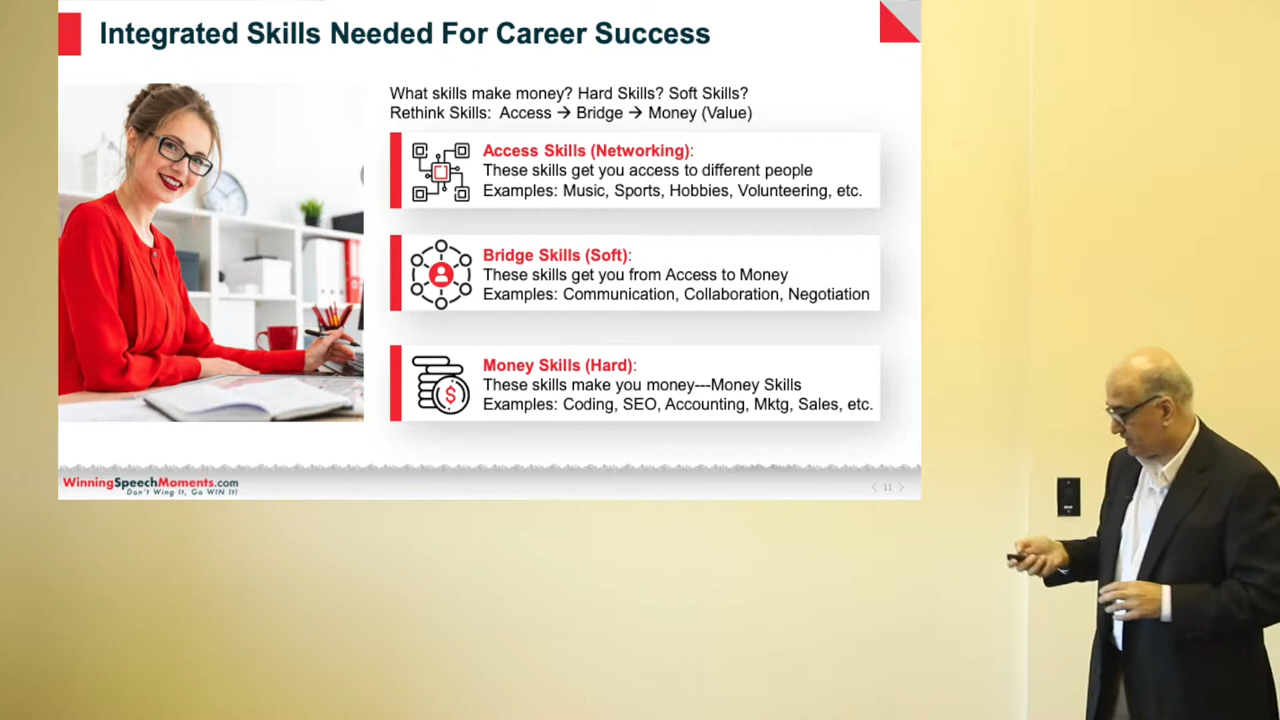 Integrated Skills Needed For Career Success
What skills make money? Hard Skills? Soft Skills?
Rethink Skills: Access → Bridge → Money (Value)
Access Skills (Networking):
These skills get you access to different people
Examples: Music, Sports, Hobbies, Volunteering, etc.
Bridge Skills (Soft):
These skills get you from Access to Money
Examples: Communication, Collaboration, Negotiation
$
Money Skills (Hard):
These skills make you money---Money Skills
Examples: Coding, SEO, Accounting, Mktg, Sales, etc.
WinningSpeechMoments.com
Don't Wing It, Go WIN It!
11